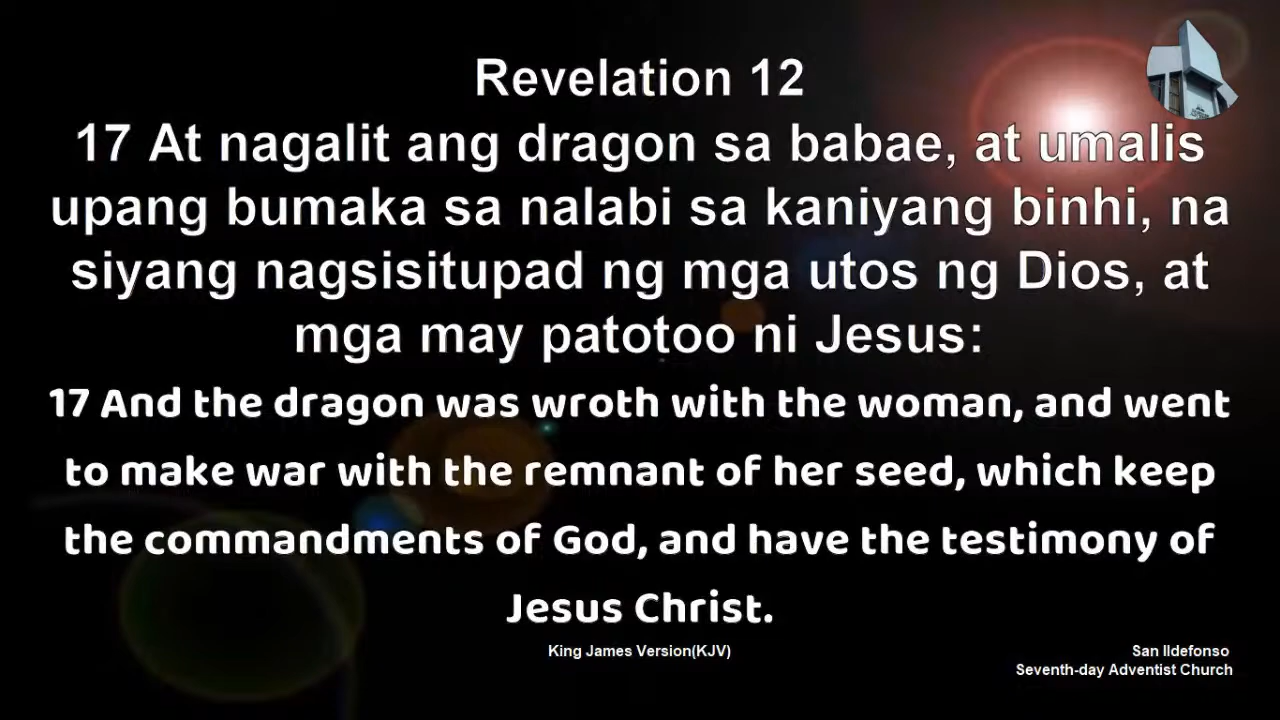 Revelation 12
17 At nagalit ang dragon sa babae, at umalis
upang bumaka sa nalabi sa kaniyang binhi, na
siyang nagsisitupad ng mga utos ng Dios, at
mga may patotoo ni Jesus:
17 And the dragon was wroth with the woman, and went
to make war with the remnant of her seed, which keep
the commandments of God, and have the testimony of
Jesus Christ.
King James Version(KJV)
San Ildefonso
Seventh-day Adventist Church